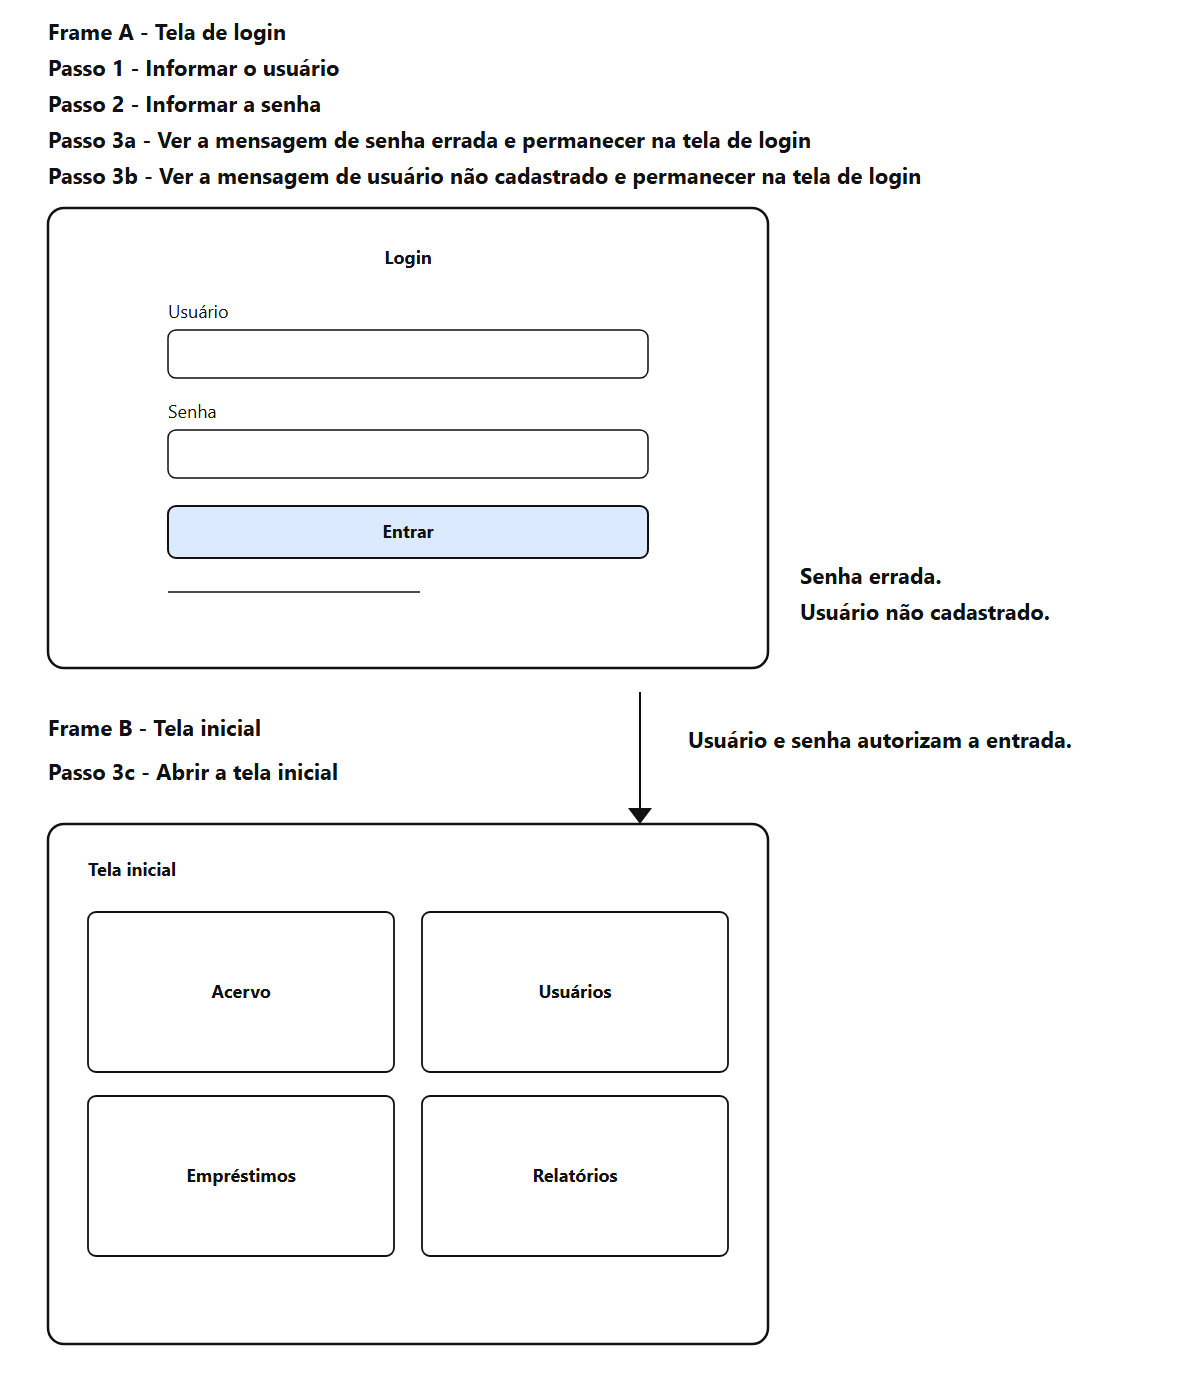 Frame A - Tela de login
Passo 1 - Informar o usuário
Passo 2 - Informar a senha
Passo 3a - Ver a mensagem de senha errada e permanecer na tela de login
Passo 3b - Ver a mensagem de usuário não cadastrado e permanecer na tela de login
Login
Usuário
Senha
Entrar
Senha errada.
Usuário não cadastrado.
Frame B - Tela inicial
Usuário e senha autorizam a entrada.
Passo 3c - Abrir a tela inicial
Tela inicial
Acervo
Usuários
Empréstimos
Relatórios